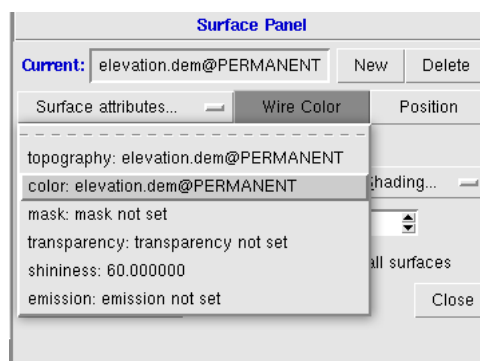 Surface Panel
Current: elevation.dem@PERMANENT New Delete
Surface attributes... Wire Color Position
topography: elevation.dem@PERMANENT
color: elevation.dem@PERMANENT
mask: mask not set
transparency: transparency not set
shininess: 60.000000
emission: emission not set
hading...
all surfaces
Close